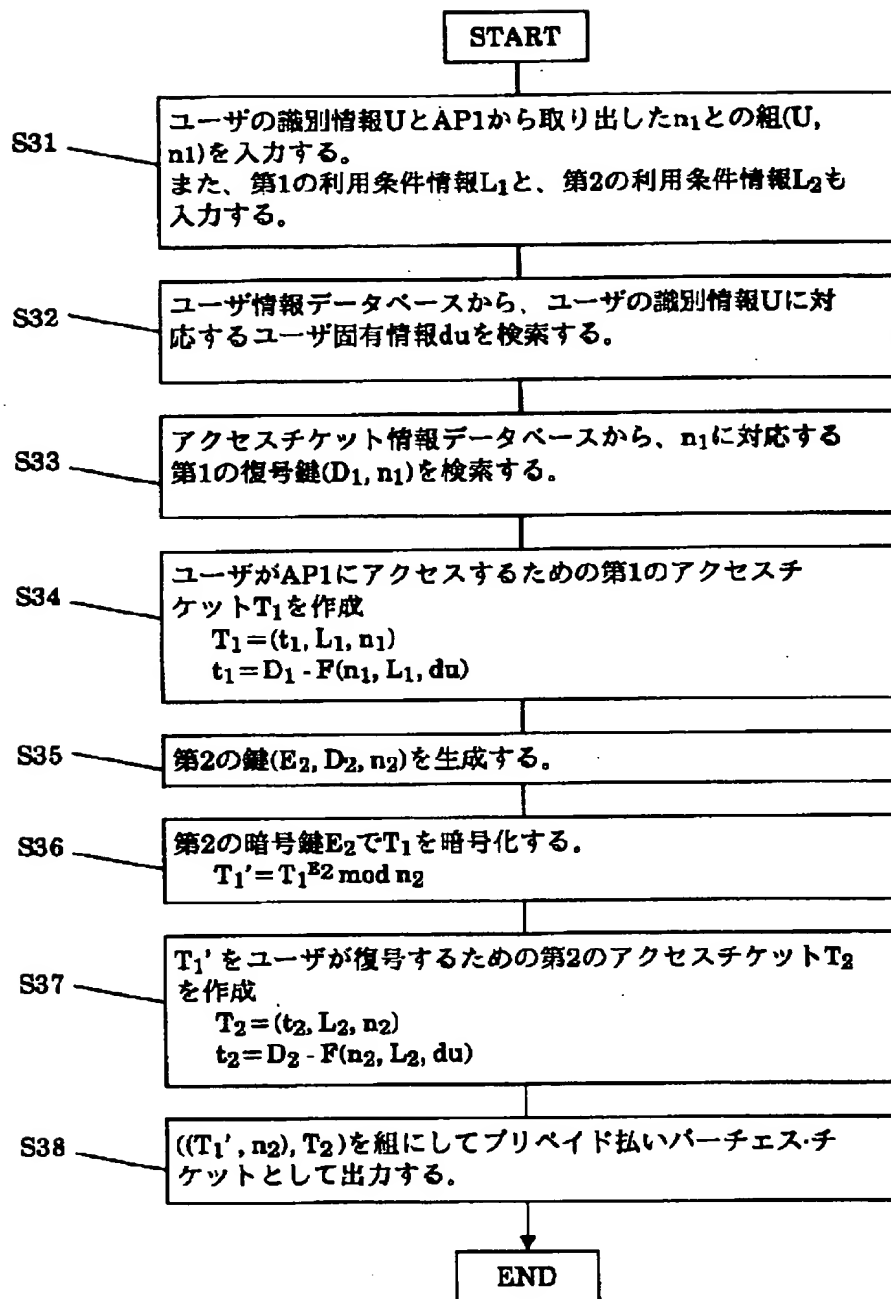 START
S31
ユーザの識別情報UとAP1から取り出したn1との組(U,
n1)を入力する。
また、第1の利用条件情報L1と、第2の利用条件情報L2も
入力する。
S32
ユーザ情報データベースから、ユーザの識別情報Uに対
応するユーザ固有情報duを検索する。
S33
アクセスチケット情報データベースから、n1に対応する
第1の復号鍵(D1, n1)を検索する。
S34
ユーザがAP1にアクセスするための第1のアクセスチ
ケットT1を作成
T1=(t1, L1, n1)
t1=D1 - F(n1, L1, du)
S35
第2の鍵(E2, D2, n2)を生成する。
S36
第2の暗号鍵E2でT1を暗号化する。
T1'=T1^E2 mod n2
S37
T1' をユーザが復号するための第2のアクセスチケットT2
を作成
T2=(t2, L2, n2)
t2=D2 - F(n2, L2, du)
S38
((T1', n2), T2)を組にしてプリペイド払いパーチェス·チ
ケットとして出力する。
END